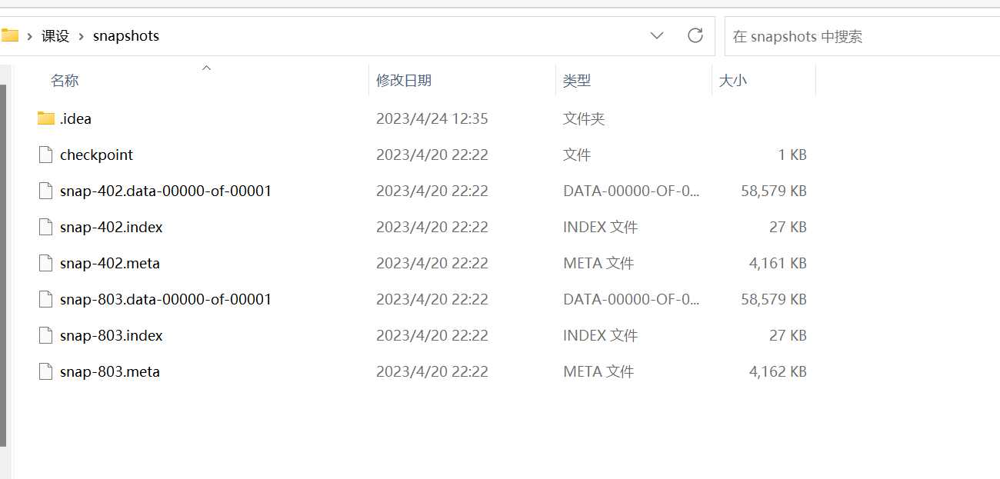 课设 snapshots 在 snapshots 中搜索
名称 修改日期 类型 大小
.idea 2023/4/24 12:35 文件夹
checkpoint 2023/4/20 22:22 文件 1 KB
snap-402.data-00000-of-00001 2023/4/20 22:22 DATA-00000-OF-0... 58,579 KB
snap-402.index 2023/4/20 22:22 INDEX 文件 27 KB
snap-402.meta 2023/4/20 22:22 META 文件 4,161 KB
snap-803.data-00000-of-00001 2023/4/20 22:22 DATA-00000-OF-0... 58,579 KB
snap-803.index 2023/4/20 22:22 INDEX 文件 27 KB
snap-803.meta 2023/4/20 22:22 META 文件 4,162 KB